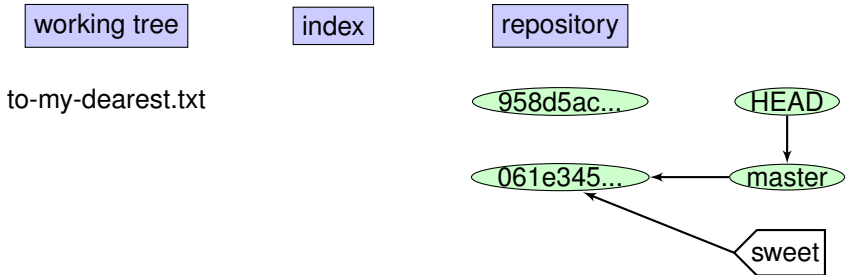 working tree
index
repository
to-my-dearest.txt
958d5ac...
HEAD
061e345...
master
sweet